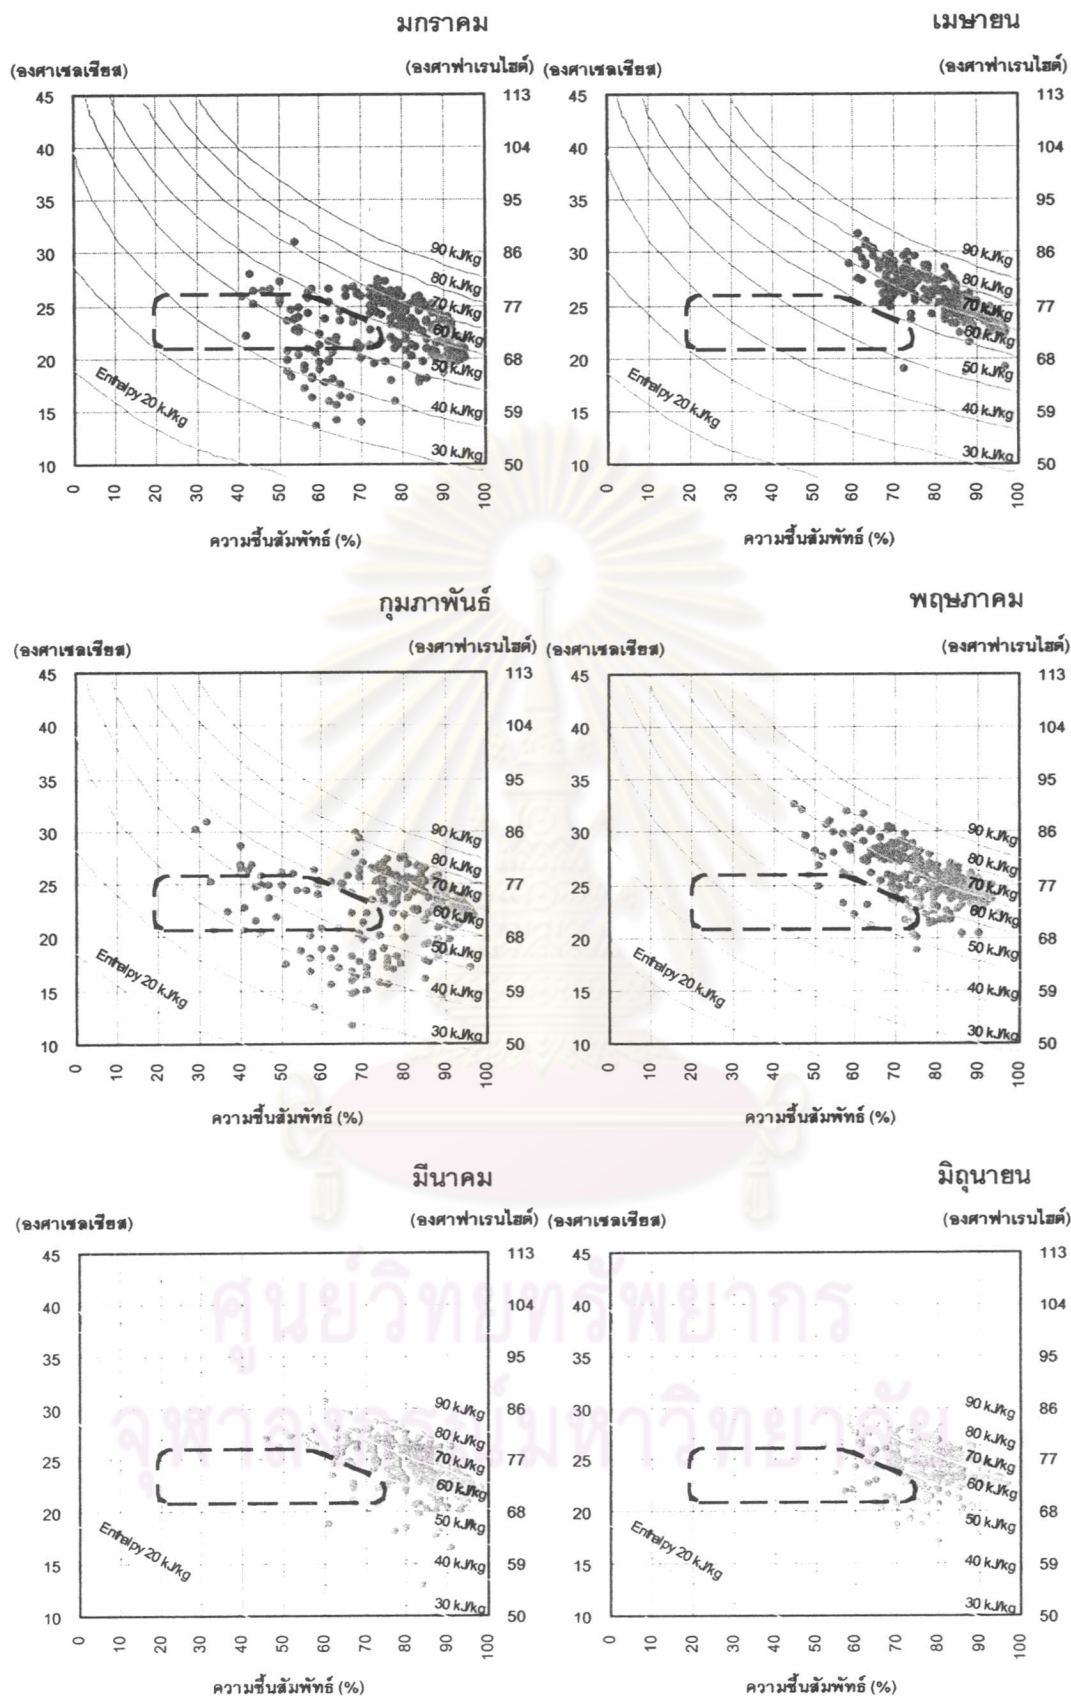 มกราคม
(องศาเซลเซียส)
(องศาฟาเรนไฮต์)
45
40
35
30
25
20
15
10
113
104
95
86
77
68
59
50
90 kJ/kg
80 kJ/kg
70 kJ/kg
60 kJ/kg
50 kJ/kg
40 kJ/kg
30 kJ/kg
Enthalpy 20 kJ/kg
0 10 20 30 40 50 60 70 80 90 100
ความชื้นสัมพัทธ์ (%)
เมษายน
(องศาเซลเซียส)
(องศาฟาเรนไฮต์)
45
40
35
30
25
20
15
10
113
104
95
86
77
68
59
50
90 kJ/kg
80 kJ/kg
70 kJ/kg
60 kJ/kg
50 kJ/kg
40 kJ/kg
30 kJ/kg
Enthalpy 20 kJ/kg
0 10 20 30 40 50 60 70 80 90 100
ความชื้นสัมพัทธ์ (%)
กุมภาพันธ์
(องศาเซลเซียส)
(องศาฟาเรนไฮต์)
45
40
35
30
25
20
15
10
113
104
95
86
77
68
59
50
90 kJ/kg
80 kJ/kg
70 kJ/kg
60 kJ/kg
50 kJ/kg
40 kJ/kg
30 kJ/kg
Enthalpy 20 kJ/kg
0 10 20 30 40 50 60 70 80 90 100
ความชื้นสัมพัทธ์ (%)
พฤษภาคม
(องศาเซลเซียส)
(องศาฟาเรนไฮต์)
45
40
35
30
25
20
15
10
113
104
95
86
77
68
59
50
90 kJ/kg
80 kJ/kg
70 kJ/kg
60 kJ/kg
50 kJ/kg
40 kJ/kg
30 kJ/kg
Enthalpy 20 kJ/kg
0 10 20 30 40 50 60 70 80 90 100
ความชื้นสัมพัทธ์ (%)
มีนาคม
(องศาเซลเซียส)
(องศาฟาเรนไฮต์)
45
40
35
30
25
20
15
10
113
104
95
86
77
68
59
50
90 kJ/kg
80 kJ/kg
70 kJ/kg
60 kJ/kg
50 kJ/kg
40 kJ/kg
30 kJ/kg
Enthalpy 20 kJ/kg
0 10 20 30 40 50 60 70 80 90 100
ความชื้นสัมพัทธ์ (%)
มิถุนายน
(องศาเซลเซียส)
(องศาฟาเรนไฮต์)
45
40
35
30
25
20
15
10
113
104
95
86
77
68
59
50
90 kJ/kg
80 kJ/kg
70 kJ/kg
60 kJ/kg
50 kJ/kg
40 kJ/kg
30 kJ/kg
Enthalpy 20 kJ/kg
0 10 20 30 40 50 60 70 80 90 100
ความชื้นสัมพัทธ์ (%)
ศูนย์วิทยทรัพยากร
จุฬาลงกรณ์มหาวิทยาลัย